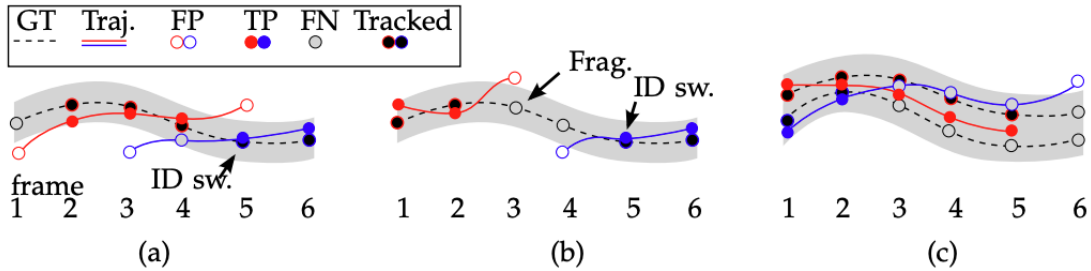 GT Traj. FP TP FN Tracked
Frag.
ID sw.
ID sw.
frame
1 2 3 4 5 6 1 2 3 4 5 6 1 2 3 4 5 6
(a) (b) (c)